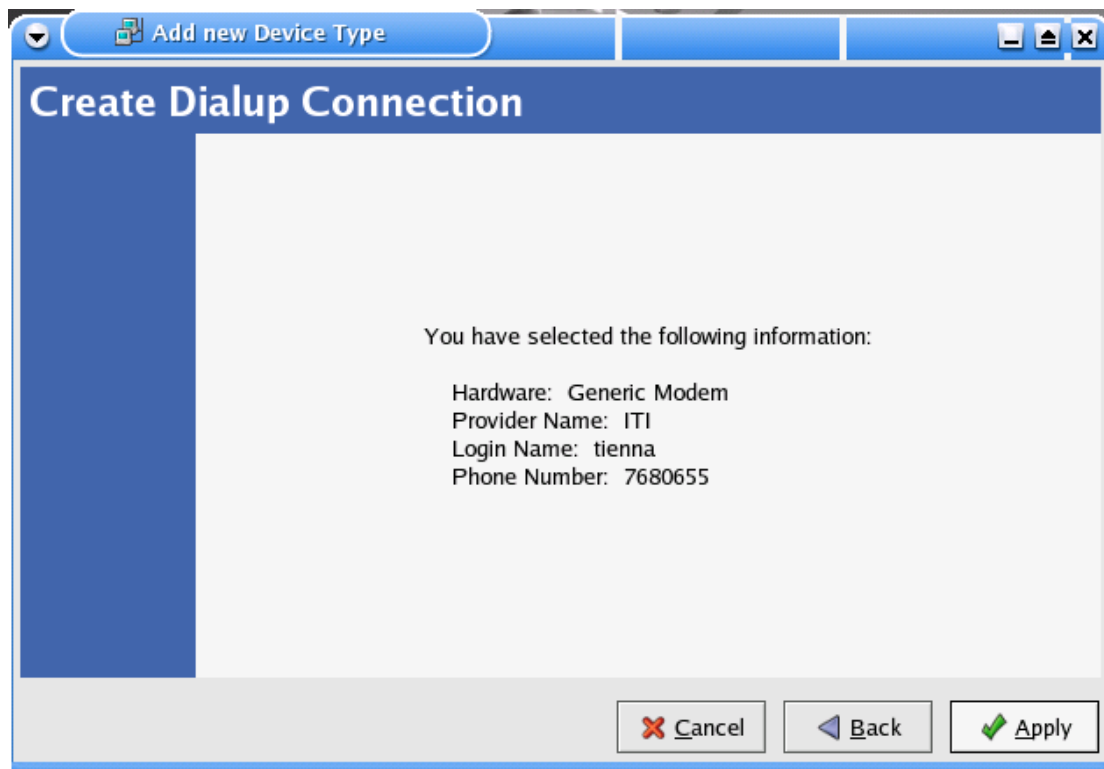 Add new Device Type
Create Dialup Connection
You have selected the following information:
Hardware: Generic Modem
Provider Name: ITI
Login Name: tienna
Phone Number: 7680655
Cancel
Back
Apply